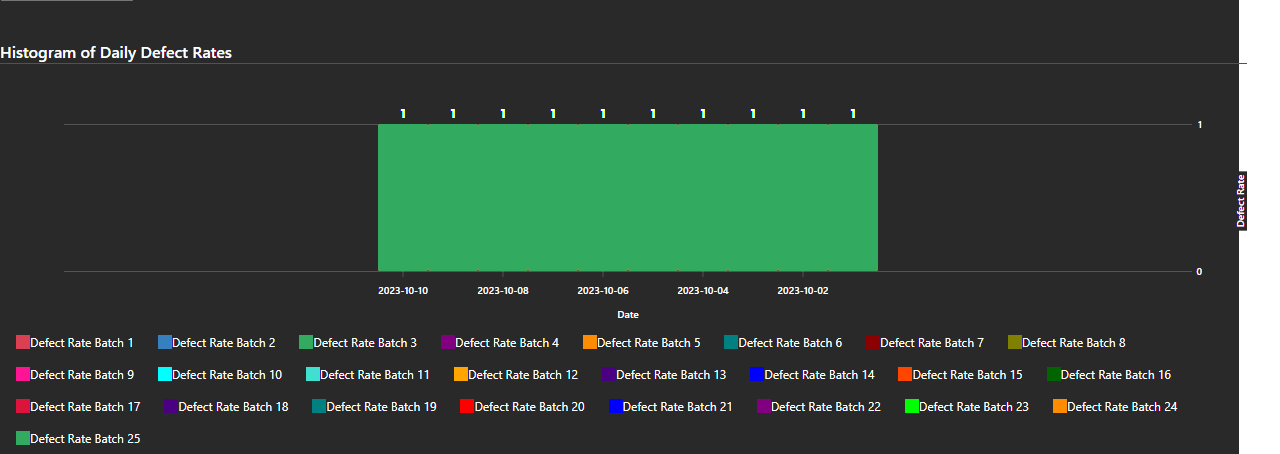 Histogram of Daily Defect Rates
1 1 1 1 1 1 1 1 1 1
1
Defect Rate
0
2023-10-10 2023-10-08 2023-10-06 2023-10-04 2023-10-02
Date
Defect Rate Batch 1 Defect Rate Batch 2 Defect Rate Batch 3 Defect Rate Batch 4 Defect Rate Batch 5 Defect Rate Batch 6 Defect Rate Batch 7 Defect Rate Batch 8
Defect Rate Batch 9 Defect Rate Batch 10 Defect Rate Batch 11 Defect Rate Batch 12 Defect Rate Batch 13 Defect Rate Batch 14 Defect Rate Batch 15 Defect Rate Batch 16
Defect Rate Batch 17 Defect Rate Batch 18 Defect Rate Batch 19 Defect Rate Batch 20 Defect Rate Batch 21 Defect Rate Batch 22 Defect Rate Batch 23 Defect Rate Batch 24
Defect Rate Batch 25